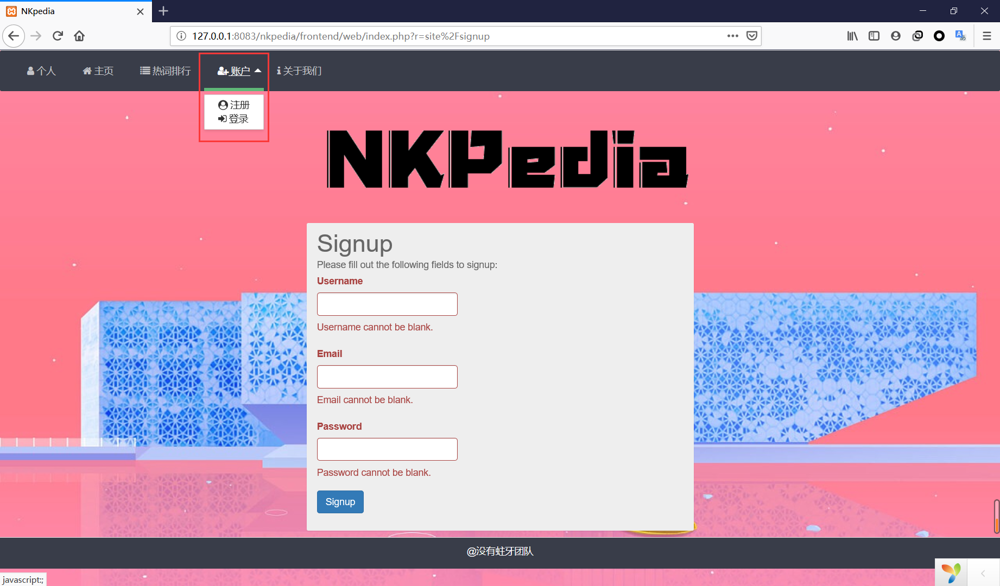 NKpedia
127.0.0.1:8083/nkpedia/frontend/web/index.php?r=site%2Fsignup
个人 主页 热词排行 账户 关于我们
注册
登录
NKPedia
Signup
Please fill out the following fields to signup:
Username
Username cannot be blank.
Email
Email cannot be blank.
Password
Password cannot be blank.
Signup
@没有蛀牙团队
javascript:;